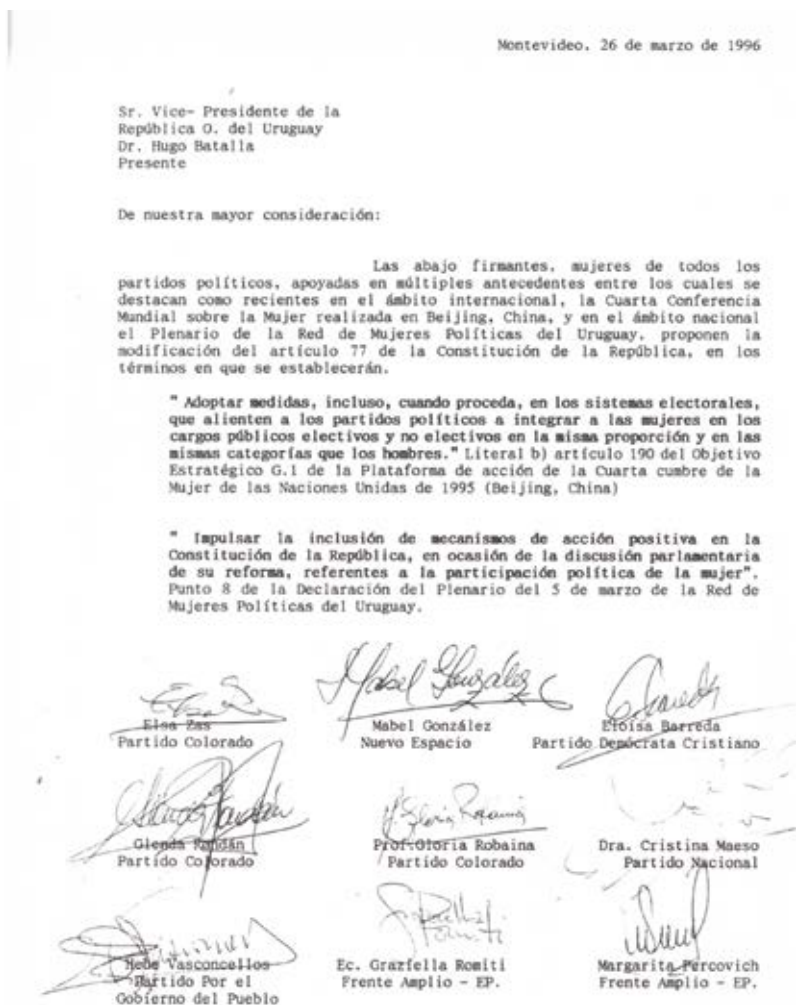 Montevideo. 26 de marzo de 1996
Sr. Vice- Presidente de la
República O. del Uruguay
Dr. Hugo Batalla
Presente
De nuestra mayor consideración:
Las abajo firmantes, mujeres de todos los
partidos políticos, apoyadas en múltiples antecedentes entre los cuales se
destacan como recientes en el ámbito internacional, la Cuarta Conferencia
Mundial sobre la Mujer realizada en Beijing, China, y en el ámbito nacional
el Plenario de la Red de Mujeres Políticas del Uruguay, proponen la
modificación del artículo 77 de la Constitución de la República, en los
términos en que se establecerán.
" Adoptar medidas, incluso, cuando proceda, en los sistemas electorales,
que alienten a los partidos políticos a integrar a las mujeres en los
cargos públicos electivos y no electivos en la misma proporción y en las
mismas categorías que los hombres." Literal b) artículo 190 del Objetivo
Estratégico G.1 de la Plataforma de acción de la Cuarta cumbre de la
Mujer de las Naciones Unidas de 1995 (Beijing, China)
" Impulsar la inclusión de mecanismos de acción positiva en la
Constitución de la República, en ocasión de la discusión parlamentaria
de su reforma, referentes a la participación política de la mujer".
Punto 8 de la Declaración del Plenario del 5 de marzo de la Red de
Mujeres Políticas del Uruguay.
Mabel González
Elsa Zas Mabel González Eloísa Barreda
Partido Colorado Nuevo Espacio Partido Demócrata Cristiano
Glenda Rondán Prof.Gloria Robaina Dra. Cristina Maeso
Partido Colorado Partido Colorado Partido Nacional
Hebe Vasconcellos Ec. Graziella Romiti Margarita Percovich
Partido Por el Frente Amplio - EP. Frente Amplio - EP.
Gobierno del Pueblo